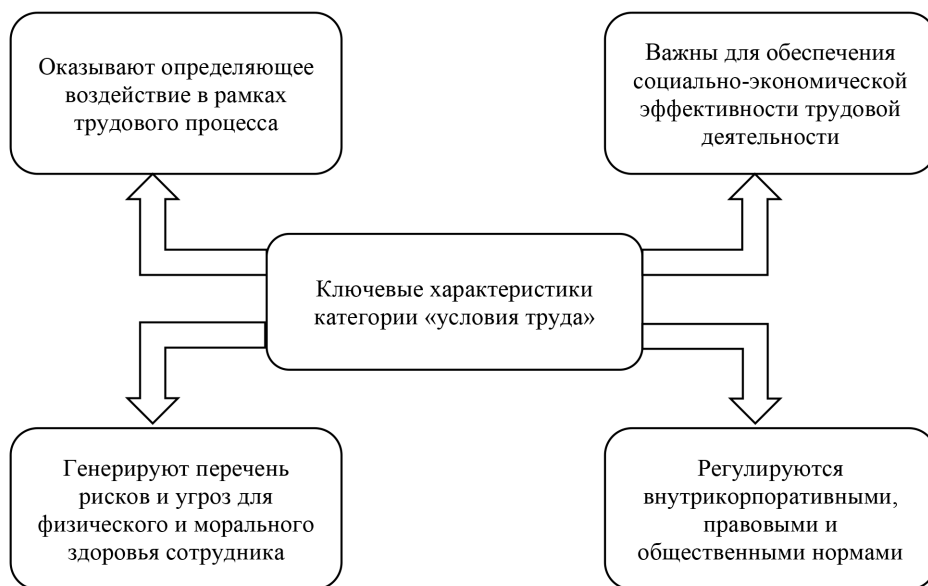 Оказывают определяющее
воздействие в рамках
трудового процесса
Важны для обеспечения
социально-экономической
эффективности трудовой
деятельности
Ключевые характеристики
категории «условия труда»
Генерируют перечень
рисков и угроз для
физического и морального
здоровья сотрудника
Регулируются
внутрикорпоративными,
правовыми и
общественными нормами